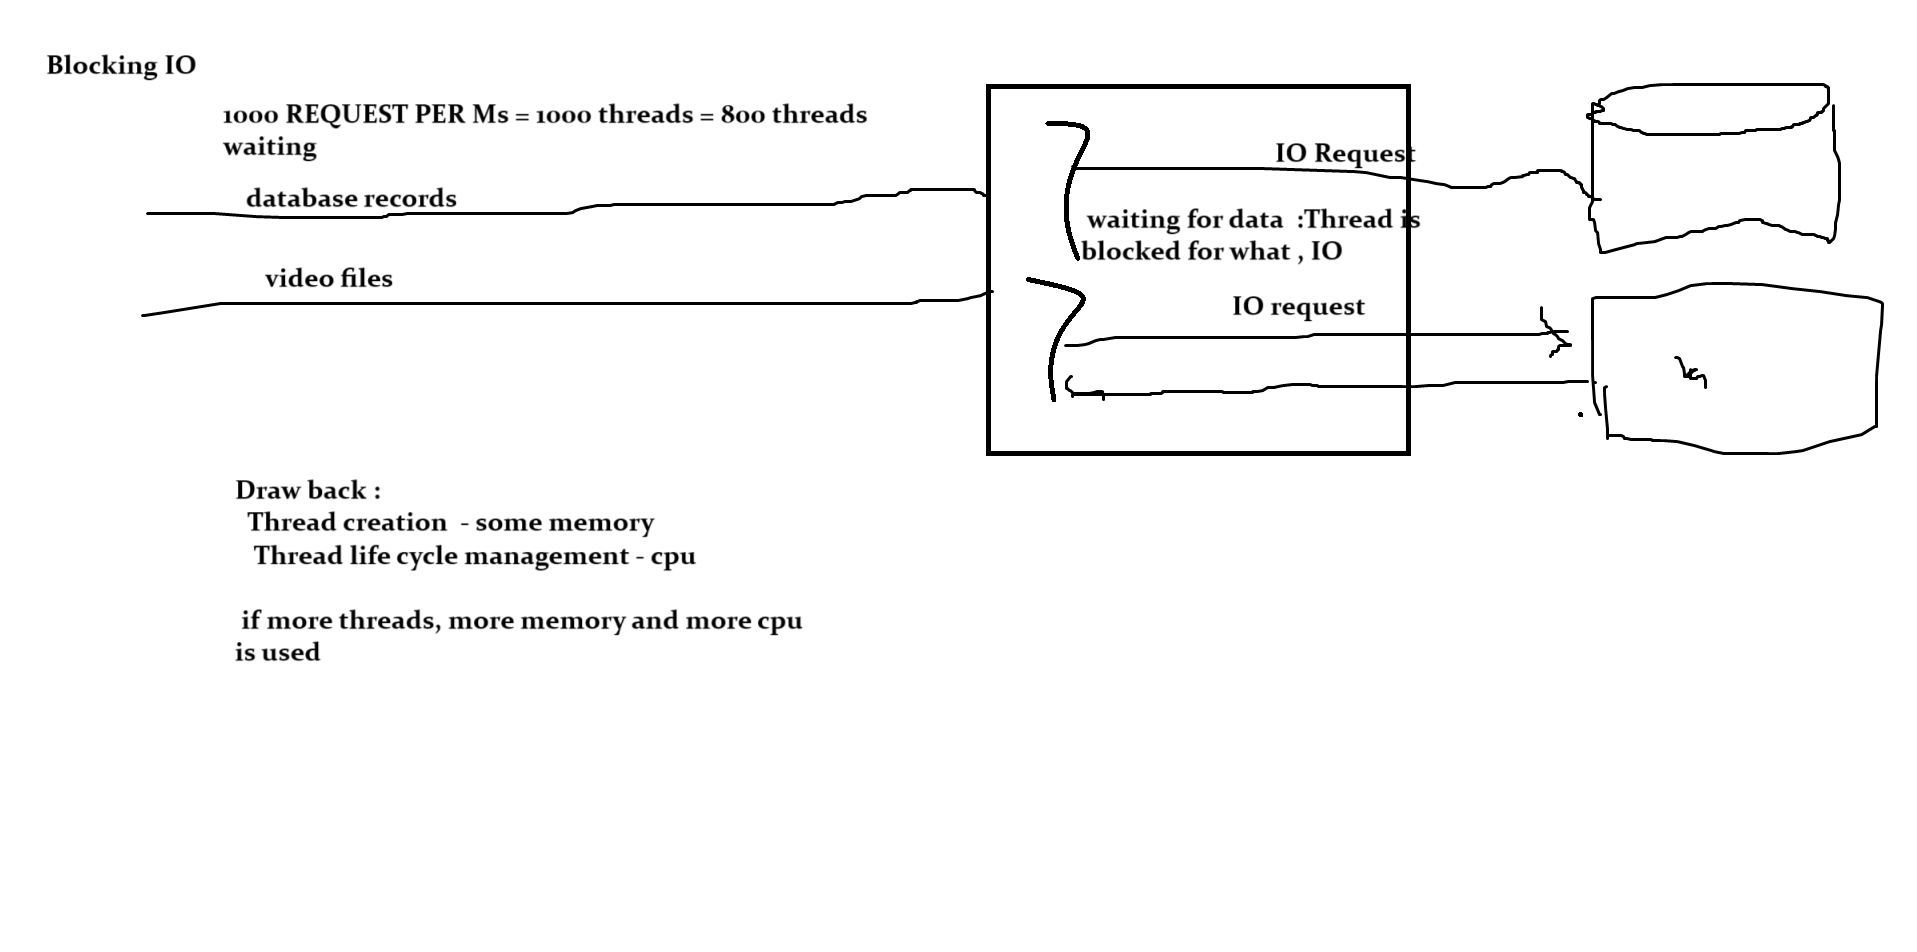 Blocking IO
1000 REQUEST PER Ms = 1000 threads = 800 threads
waiting
database records
video files
IO Request
waiting for data  :Thread is
blocked for what , IO
IO request
Draw back :
Thread creation  - some memory
Thread life cycle management - cpu
if more threads, more memory and more cpu
is used